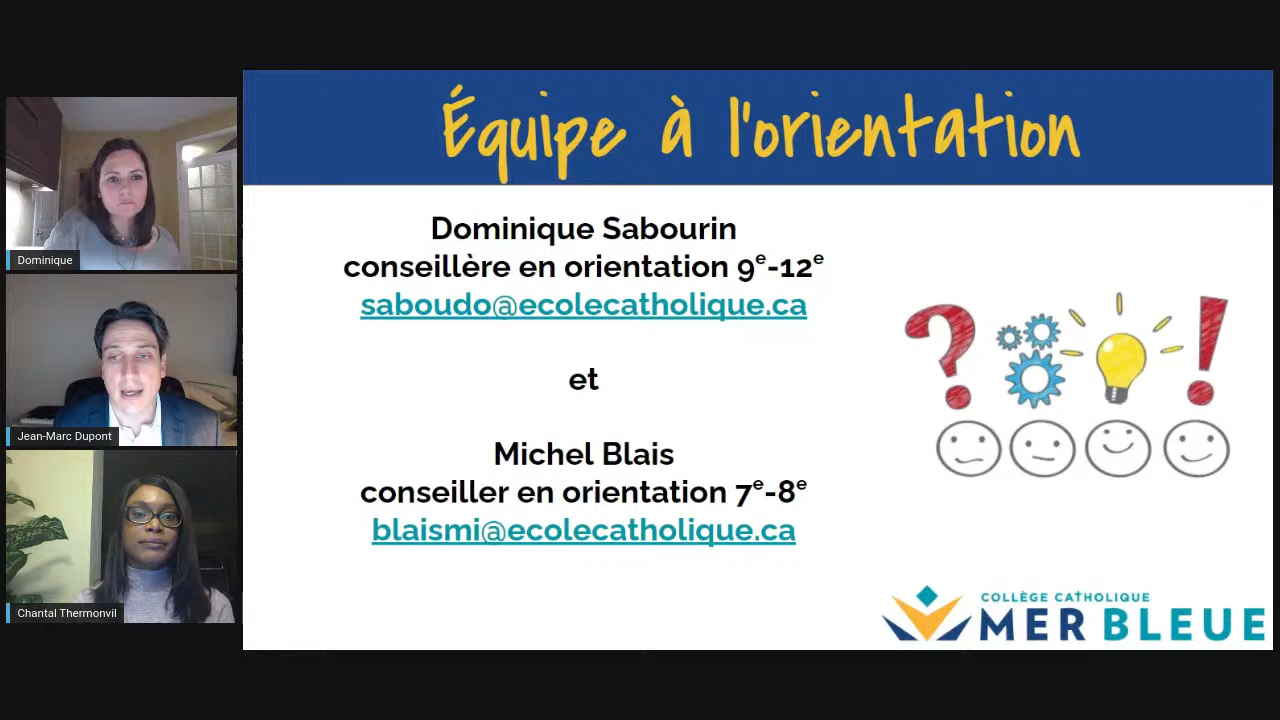 Équipe à l'orientation
Dominique Sabourin
conseillère en orientation 9ᵉ-12ᵉ
saboudo@ecolecatholique.ca
et
Michel Blais
conseiller en orientation 7ᵉ-8ᵉ
blaismi@ecolecatholique.ca
COLLÈGE CATHOLIQUE
MER BLEUE
Dominique
Jean-Marc Dupont
Chantal Thermonvil